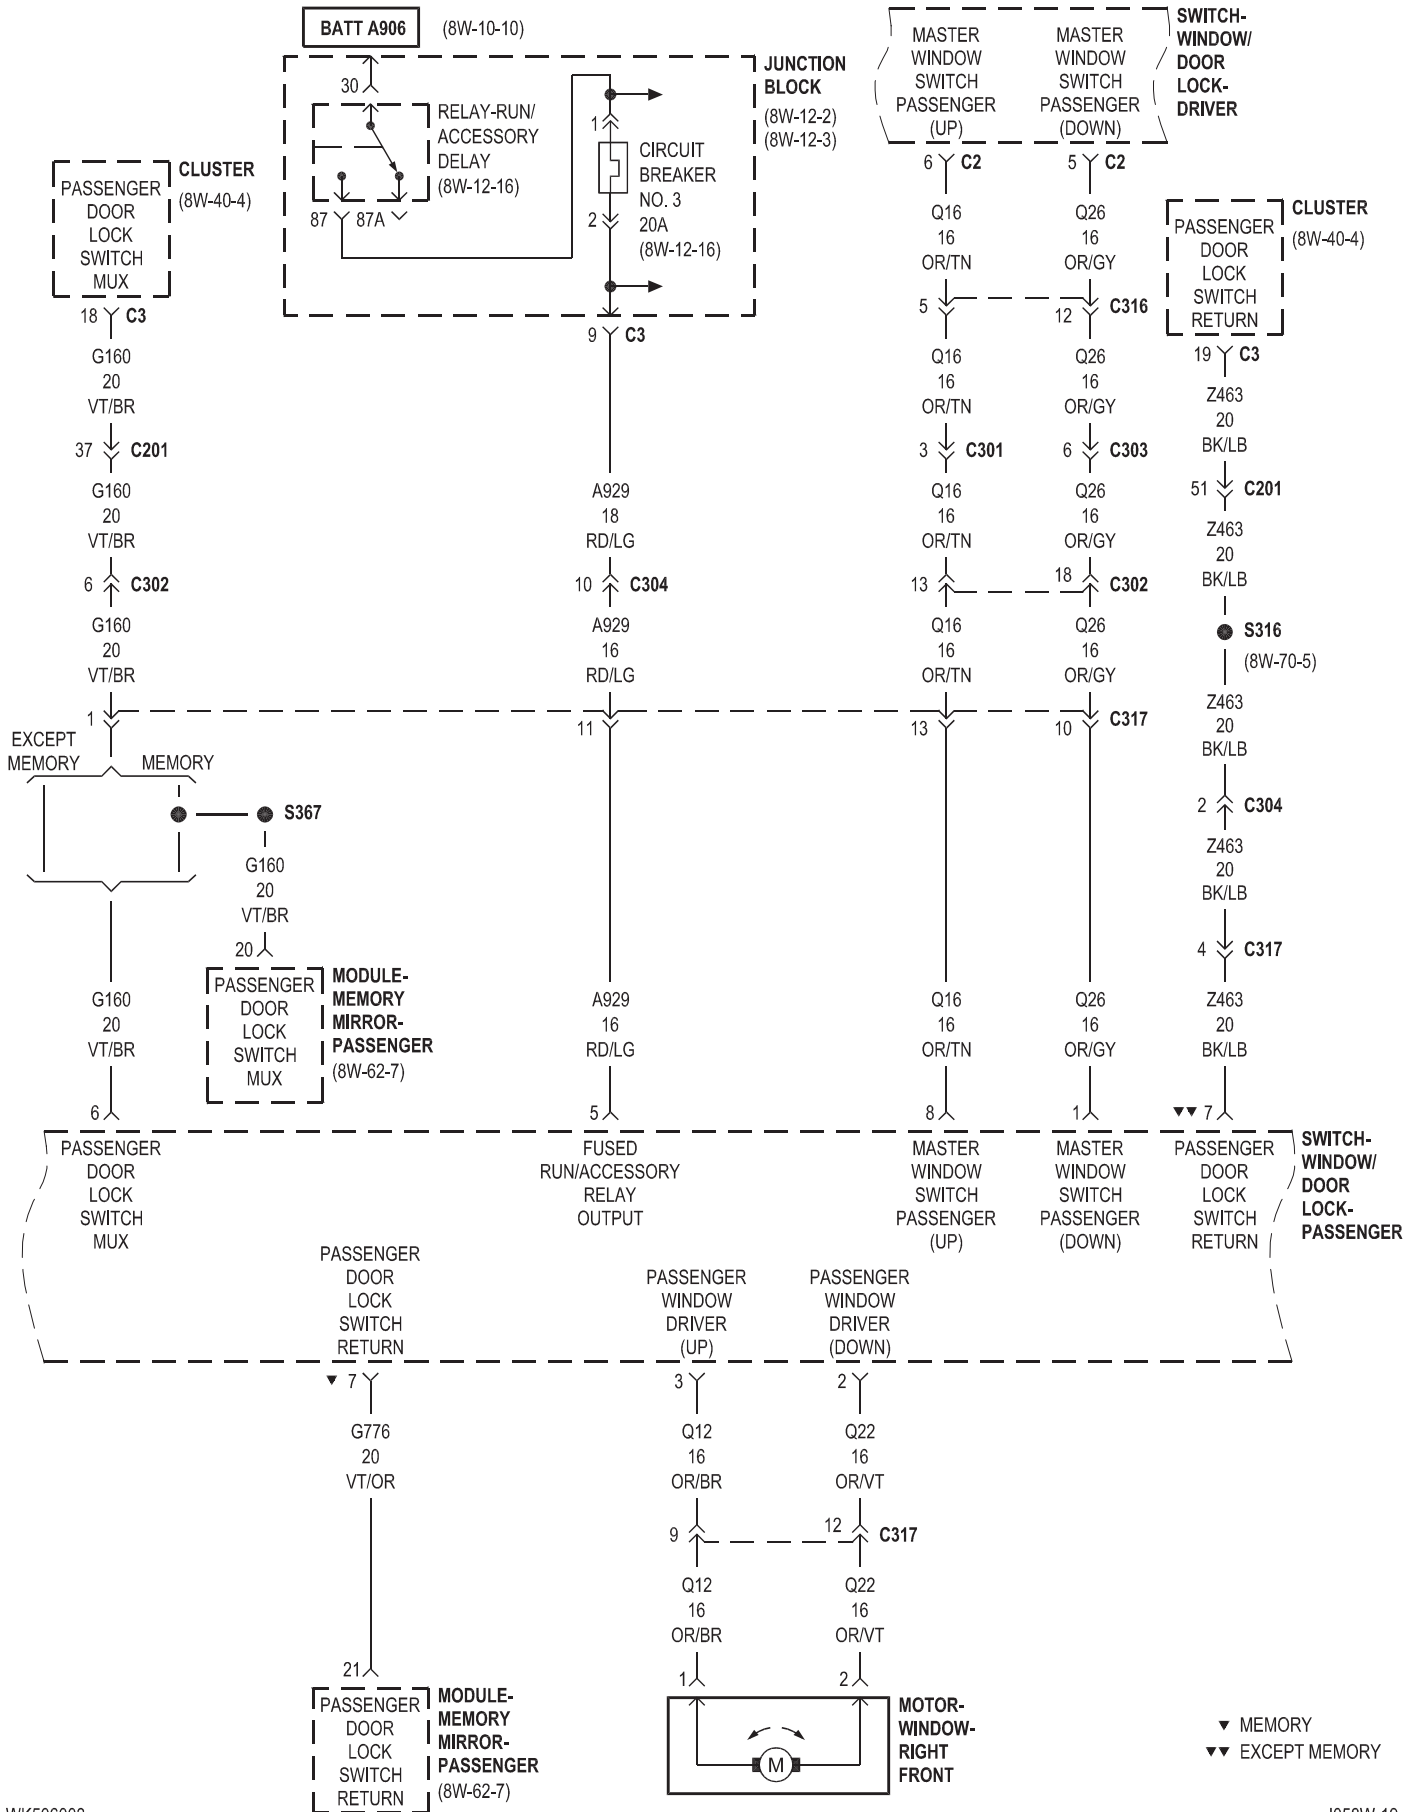 BATT A906
(8W-10-10)
SWITCH-
WINDOW/
DOOR
LOCK-
DRIVER
MASTER
WINDOW
SWITCH
PASSENGER
(UP)
MASTER
WINDOW
SWITCH
PASSENGER
(DOWN)
JUNCTION
BLOCK
(8W-12-2)
(8W-12-3)
30
RELAY-RUN/
ACCESSORY
DELAY
(8W-12-16)
87
87A
1
CIRCUIT
BREAKER
NO. 3
20A
(8W-12-16)
2
CLUSTER
(8W-40-4)
PASSENGER
DOOR
LOCK
SWITCH
MUX
6 C2
5 C2
CLUSTER
(8W-40-4)
PASSENGER
DOOR
LOCK
SWITCH
RETURN
Q16
16
OR/TN
Q26
16
OR/GY
18 C3
9 C3
5
12
C316
19 C3
G160
20
VT/BR
Q16
16
OR/TN
Q26
16
OR/GY
Z463
20
BK/LB
37 C201
3 C301
6 C303
51 C201
G160
20
VT/BR
A929
18
RD/LG
Q16
16
OR/TN
Q26
16
OR/GY
Z463
20
BK/LB
6 C302
10 C304
13
18
C302
S316
(8W-70-5)
G160
20
VT/BR
A929
16
RD/LG
Q16
16
OR/TN
Q26
16
OR/GY
Z463
20
BK/LB
1
11
13
10
C317
EXCEPT
MEMORY
MEMORY
S367
2 C304
G160
20
VT/BR
Z463
20
BK/LB
20
4 C317
PASSENGER
DOOR
LOCK
SWITCH
MUX
MODULE-
MEMORY
MIRROR-
PASSENGER
(8W-62-7)
G160
20
VT/BR
A929
16
RD/LG
Q16
16
OR/TN
Q26
16
OR/GY
Z463
20
BK/LB
6
5
8
1
▼▼ 7
PASSENGER
DOOR
LOCK
SWITCH
MUX
FUSED
RUN/ACCESSORY
RELAY
OUTPUT
MASTER
WINDOW
SWITCH
PASSENGER
(UP)
MASTER
WINDOW
SWITCH
PASSENGER
(DOWN)
PASSENGER
DOOR
LOCK
SWITCH
RETURN
SWITCH-
WINDOW/
DOOR
LOCK-
PASSENGER
PASSENGER
DOOR
LOCK
SWITCH
RETURN
PASSENGER
WINDOW
DRIVER
(UP)
PASSENGER
WINDOW
DRIVER
(DOWN)
▼ 7
3
2
G776
20
VT/OR
Q12
16
OR/BR
Q22
16
OR/VT
9
12
C317
Q12
16
OR/BR
Q22
16
OR/VT
21
1
2
PASSENGER
DOOR
LOCK
SWITCH
RETURN
MODULE-
MEMORY
MIRROR-
PASSENGER
(8W-62-7)
M
MOTOR-
WINDOW-
RIGHT
FRONT
▼ MEMORY
▼▼ EXCEPT MEMORY